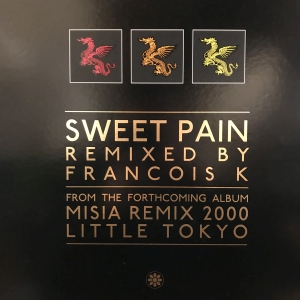 SWEET PAIN
REMIXED BY
FRANCOIS K
FROM THE FORTHCOMING ALBUM
MISIA REMIX 2000
LITTLE TOKYO